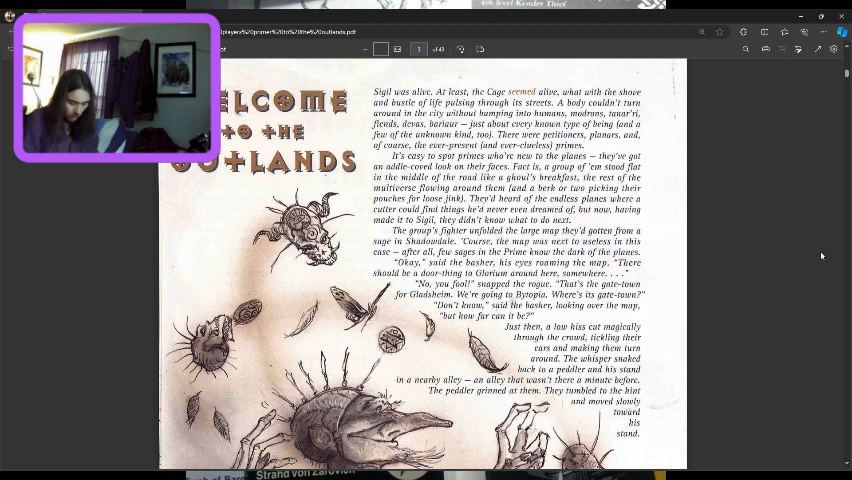 4th level Kender Thief
players%20primer%20to%20the%20outlands.pdf
3 of 43
ELCOME
TO THE
OUTLANDS
Sigil was alive. At least, the Cage seemed alive, what with the shove
and bustle of life pulsing through its streets. A body couldn't turn
around in the city without bumping into humans, modrons, tanar'ri,
fiends, devas, bariaur — just about every known type of being (and a
few of the unknown kind, too). There were petitioners, planars, and,
of course, the ever-present (and ever-clueless) primes.
It's easy to spot primes who're new to the planes — they've got
an addle-coved look on their faces. Fact is, a group of 'em stood flat
in the middle of the road like a ghoul's breakfast, the rest of the
multiverse flowing around them (and a berk or two picking their
pouches for loose jink). They'd heard of the endless planes where a
cutter could find things he'd never even dreamed of, but now, having
made it to Sigil, they didn't know what to do next.
The group's fighter unfolded the large map they'd gotten from a
sage in Shadowdale. 'Course, the map was next to useless in this
case — after all, few sages in the Prime know the dark of the planes.
"Okay," said the basher, his eyes roaming the map. "There
should be a door-thing to Glorium around here, somewhere. . . ."
"No, you fool!" snapped the rogue. "That's the gate-town
for Gladsheim. We're going to Bytopia. Where's its gate-town?"
"Don't know," said the basher, looking over the map,
"but how far can it be?"
Just then, a low hiss cut magically
through the crowd, tickling their
ears and making them turn
around. The whisper snaked
back to a peddler and his stand
in a nearby alley — an alley that wasn't there a minute before.
The peddler grinned at them. They tumbled to the hint
and moved slowly
toward
his
stand.
Strahd von Zarovich